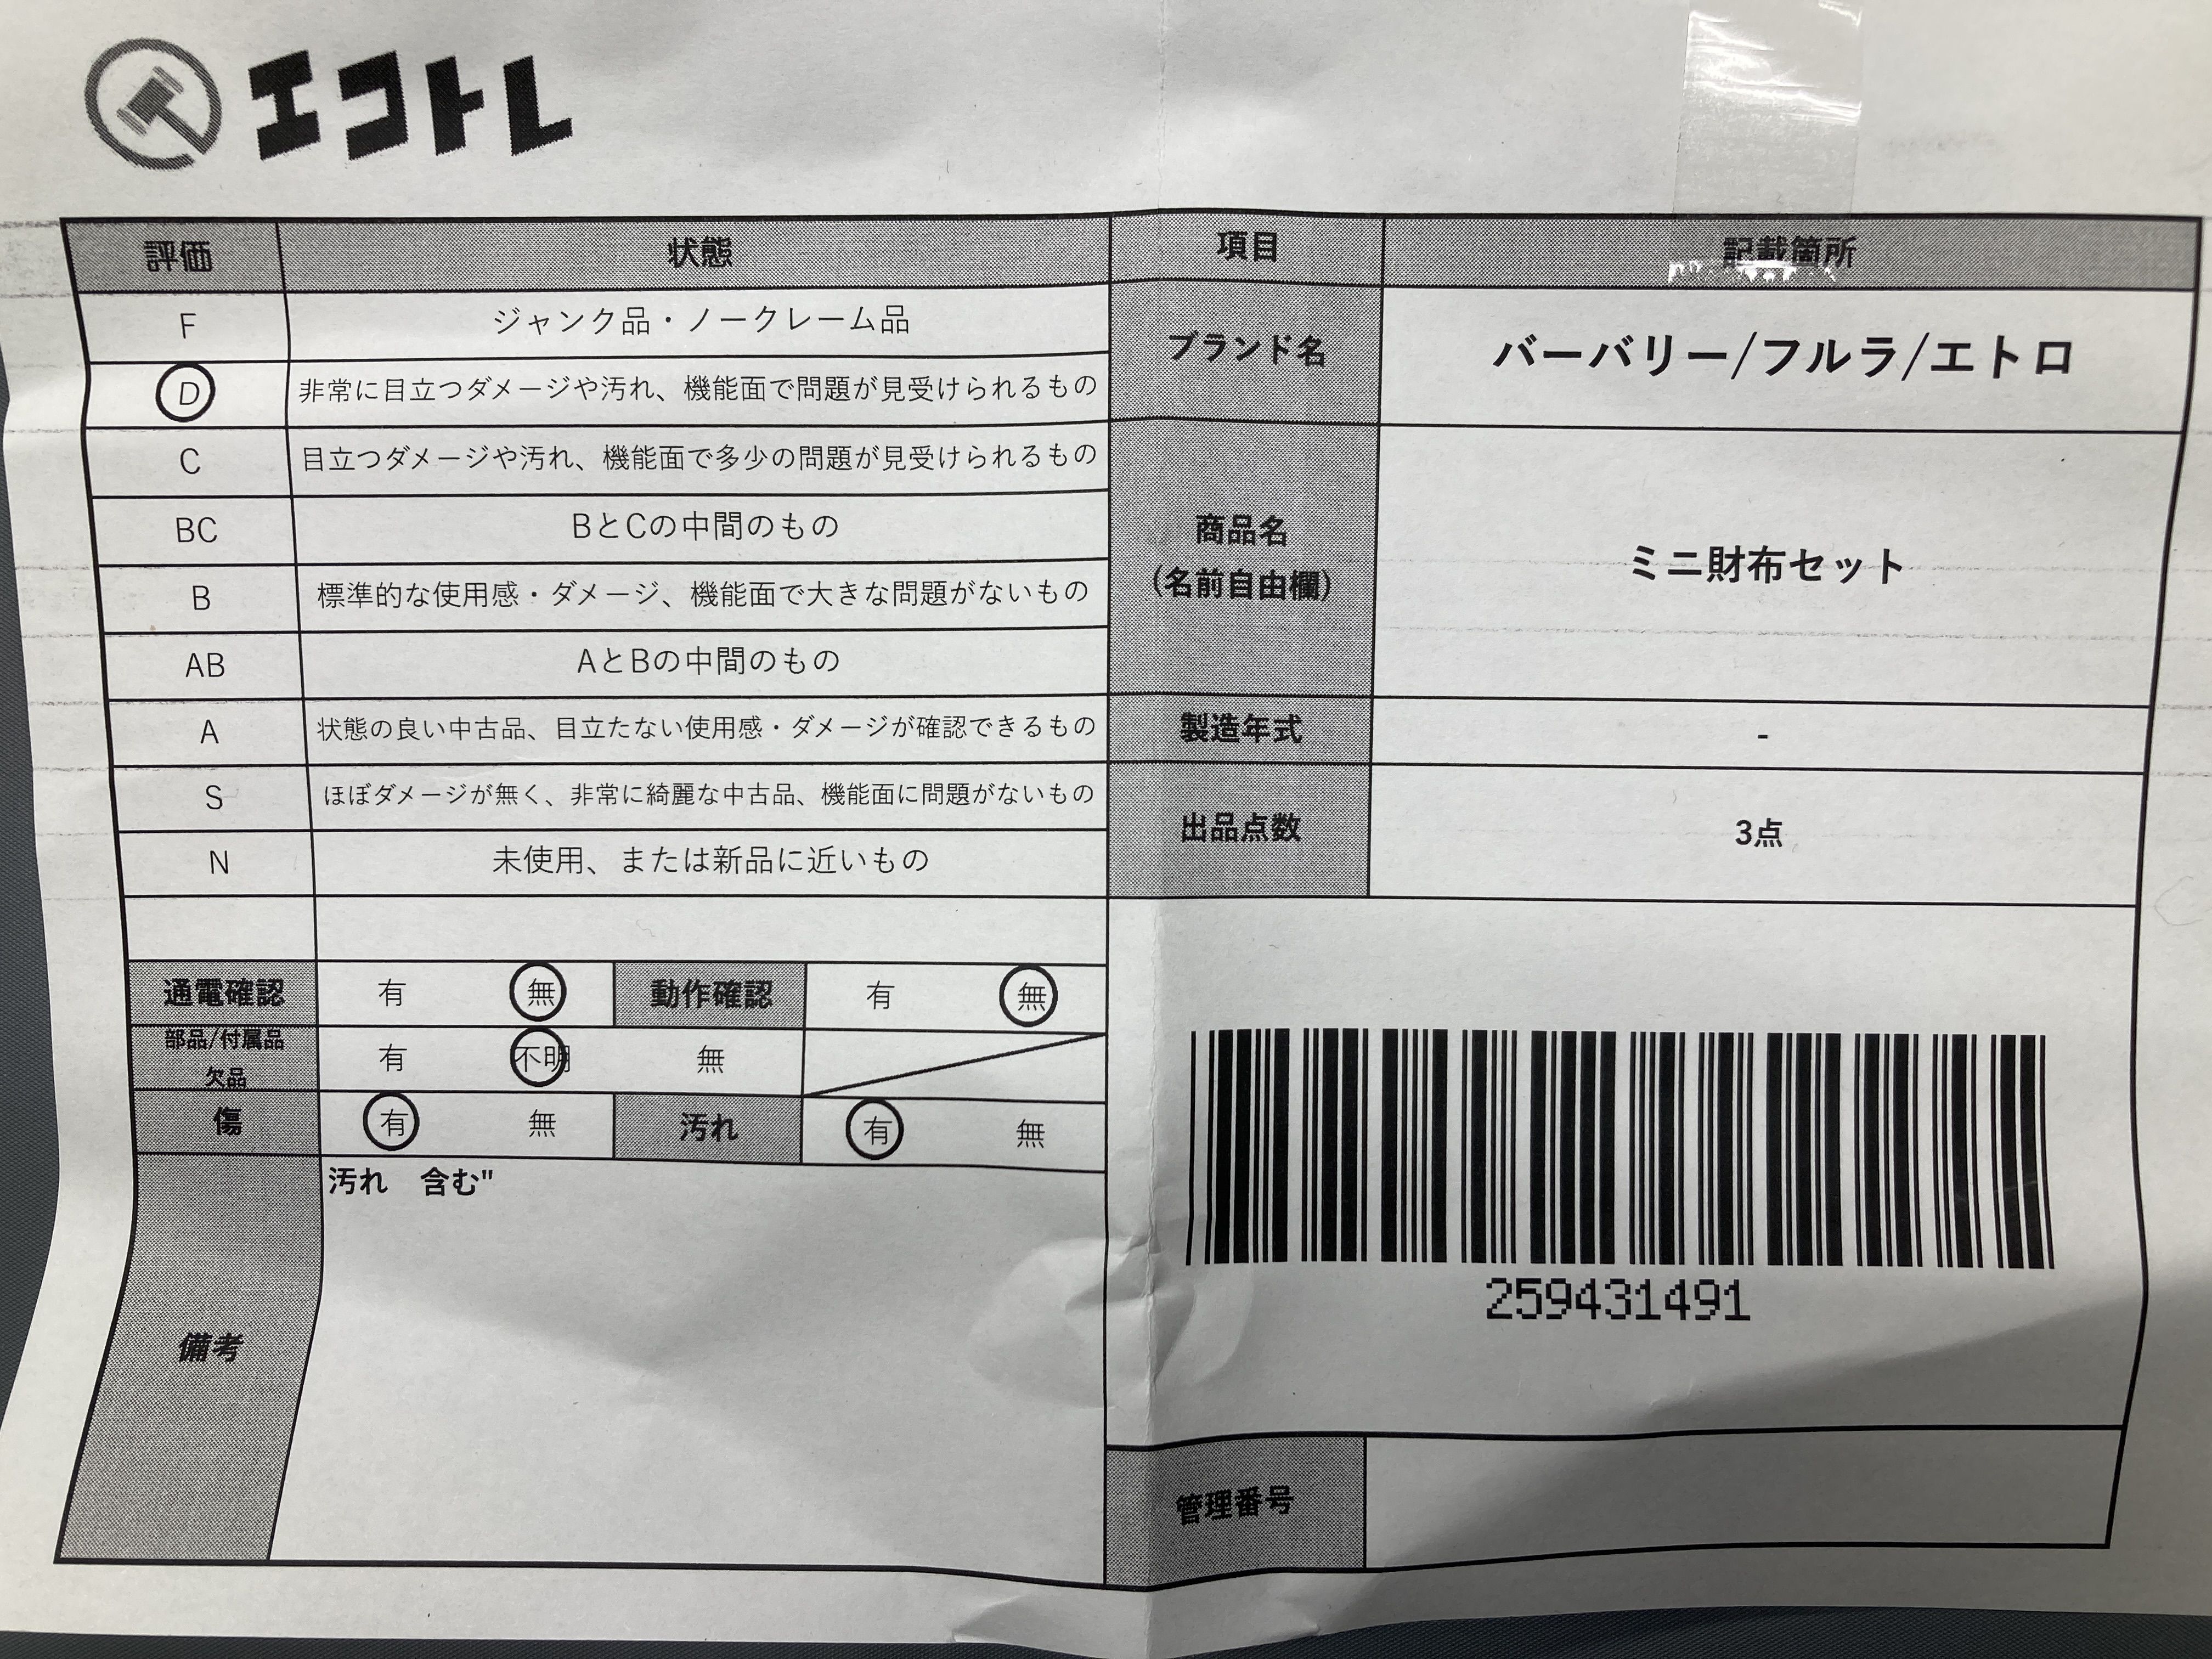 エコトレ
評価 状態
F ジャンク品・ノークレーム品
D 非常に目立つダメージや汚れ、機能面で問題が見受けられるもの
C 目立つダメージや汚れ、機能面で多少の問題が見受けられるもの
BC BとCの中間のもの
B 標準的な使用感・ダメージ、機能面で大きな問題がないもの
AB AとBの中間のもの
A 状態の良い中古品、目立たない使用感・ダメージが確認できるもの
S ほぼダメージが無く、非常に綺麗な中古品、機能面に問題がないもの
N 未使用、または新品に近いもの
通電確認 有 無 動作確認 有 無
部品/付属品
欠品
有 不明 無
傷 有 無 汚れ 有 無
備考
汚れ 含む"
項目 記載箇所
ブランド名 バーバリー/フルラ/エトロ
商品名
(名前自由欄)
ミニ財布セット
製造年式 -
出品点数 3点
259431491
管理番号